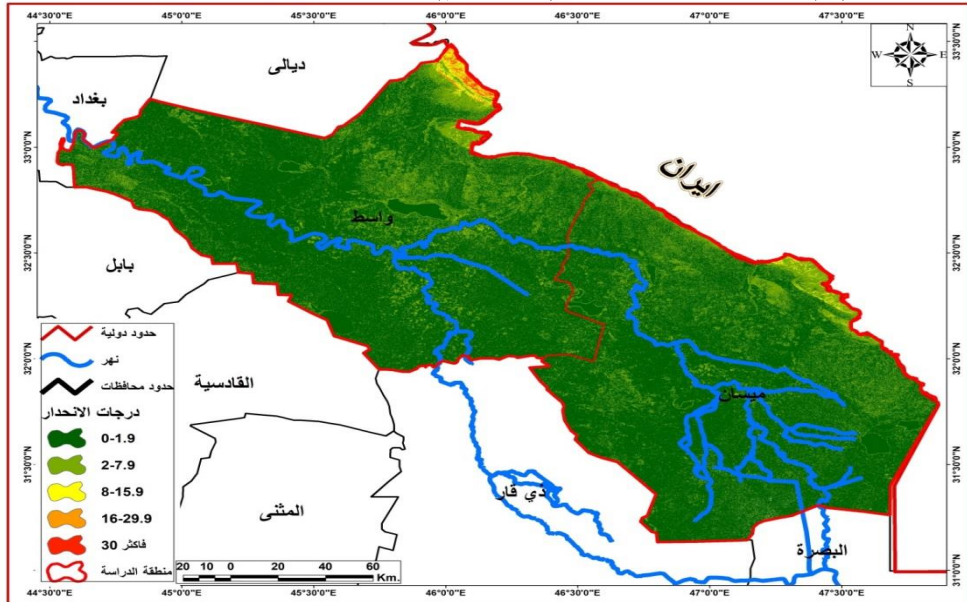 44°30'0"E 45°0'0"E 45°30'0"E 46°0'0"E 46°30'0"E 47°0'0"E 47°30'0"E
N
W E
S
ديالى
بغداد
ايران
واسط
بابل
القادسية
ميسان
ذي قار
المثنى
البصرة
33°0'0"N
32°30'0"N
32°0'0"N
31°30'0"N
حدود دولية
نهر
حدود محافظات
درجات الانحدار
0-1.9
2-7.9
8-15.9
16-29.9
30 فاكثر
منطقة الدراسة
20 10 0 20 40 60
Km.
33°0'0"N
31°30'0"N
31°0'0"N
44°30'0"E 45°0'0"E 45°30'0"E 46°0'0"E 46°30'0"E 47°0'0"E 47°30'0"E